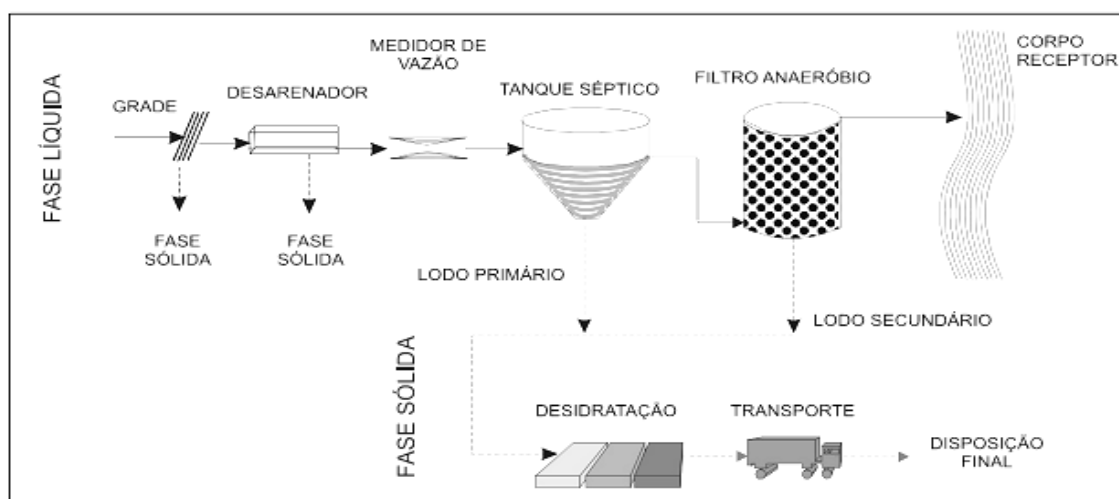 FASE LÍQUIDA
GRADE
DESARENADOR
MEDIDOR DE
VAZÃO
TANQUE SÉPTICO
FILTRO ANAERÓBIO
CORPO
RECEPTOR
FASE
SÓLIDA
FASE
SÓLIDA
LODO PRIMÁRIO
LODO SECUNDÁRIO
FASE SÓLIDA
DESIDRATAÇÃO
TRANSPORTE
DISPOSIÇÃO
FINAL